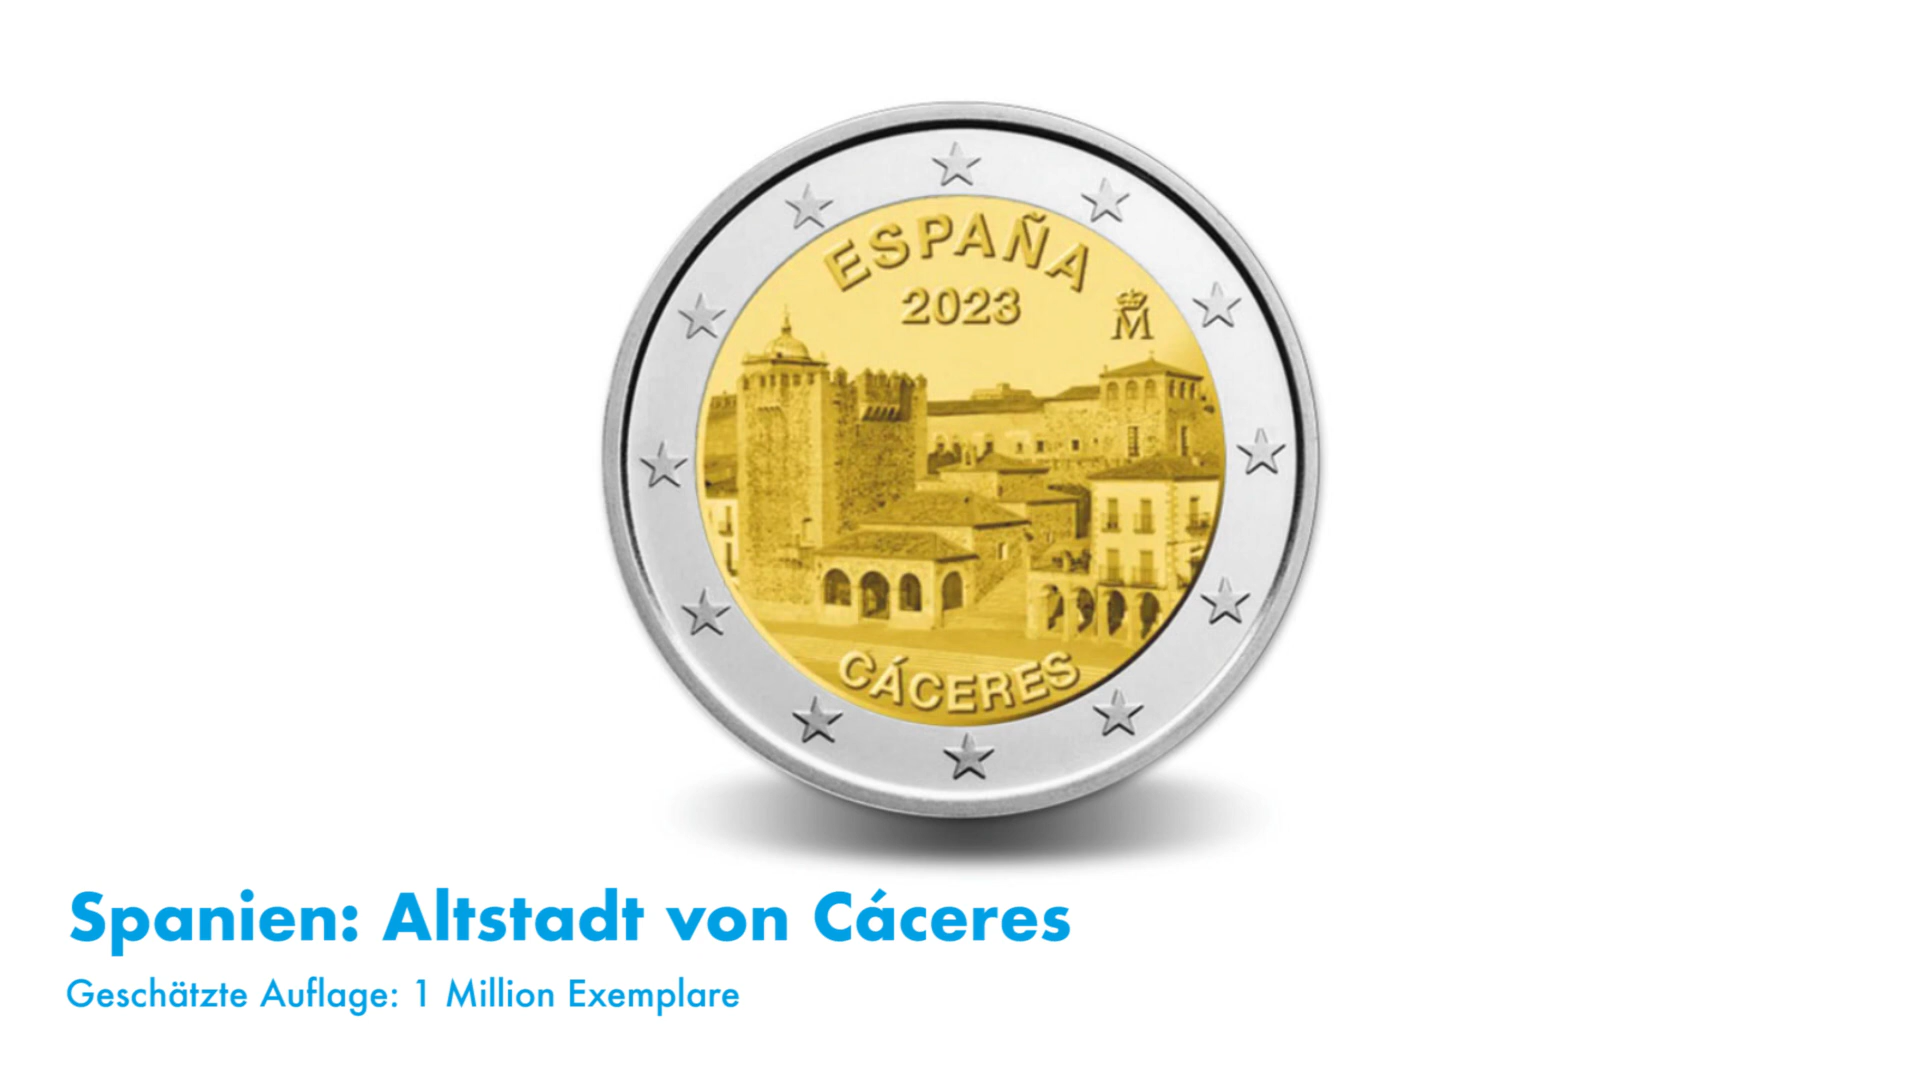 ESPAÑA
2023
M
CÁCERES
Spanien: Altstadt von Cáceres
Geschätzte Auflage: 1 Million Exemplare